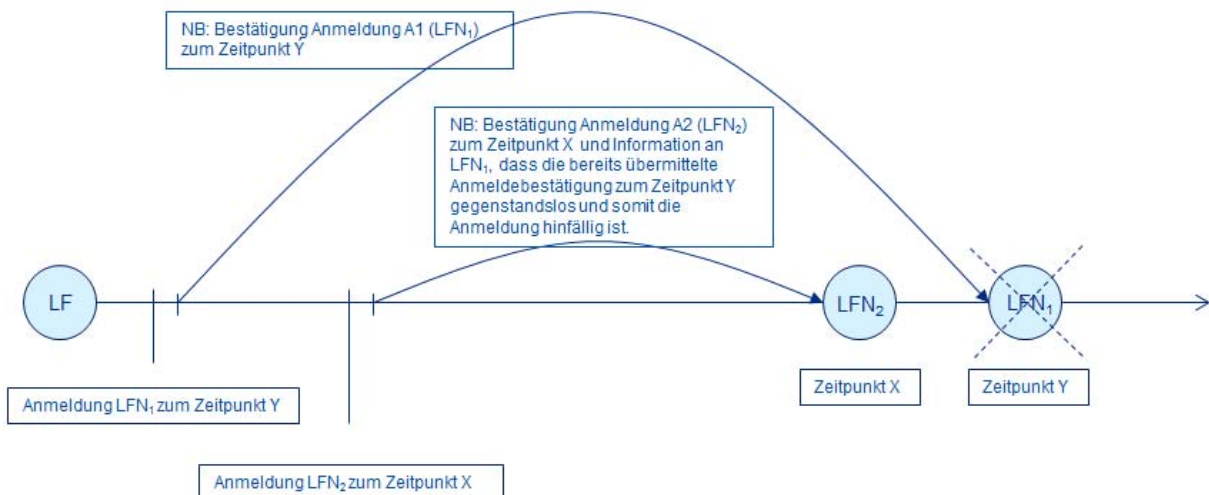 NB: Bestätigung Anmeldung A1 (LFN₁)
zum Zeitpunkt Y
NB: Bestätigung Anmeldung A2 (LFN₂)
zum Zeitpunkt X und Information an
LFN₁, dass die bereits übermittelte
Anmeldebestätigung zum Zeitpunkt Y
gegenstandslos und somit die
Anmeldung hinfällig ist.
LF
LFN₂
LFN₁
Zeitpunkt X
Zeitpunkt Y
Anmeldung LFN₁ zum Zeitpunkt Y
Anmeldung LFN₂ zum Zeitpunkt X